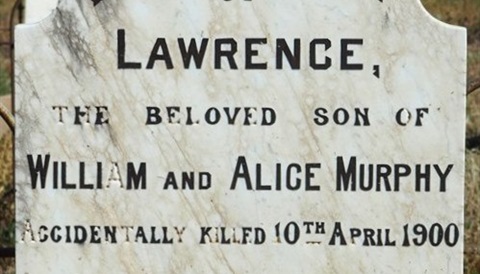 LAWRENCE,
THE BELOVED SON OF
WILLIAM AND ALICE MURPHY
ACCIDENTALLY KILLED 10TH APRIL 1900